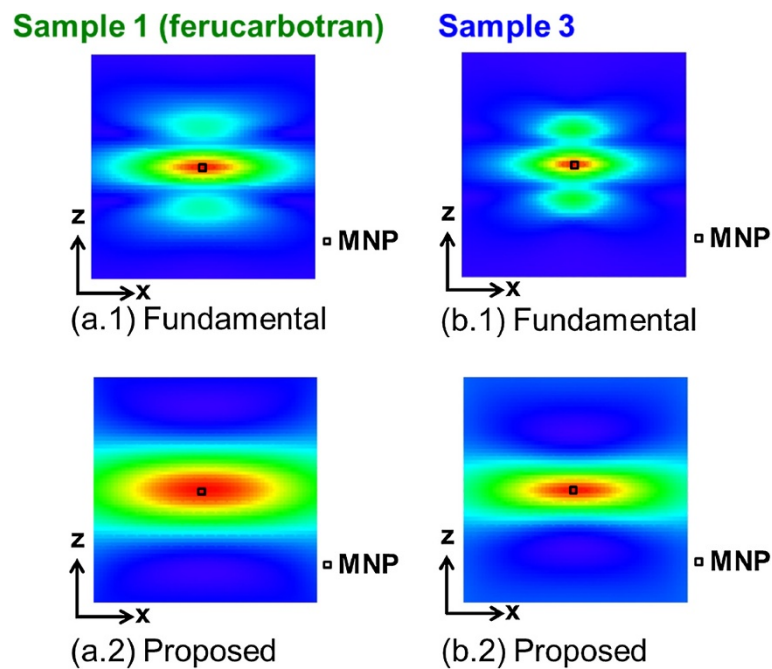 Sample 1 (ferucarbotran)
Sample 3
z
x
MNP
(a.1) Fundamental
z
x
MNP
(b.1) Fundamental
z
x
MNP
(a.2) Proposed
z
x
MNP
(b.2) Proposed